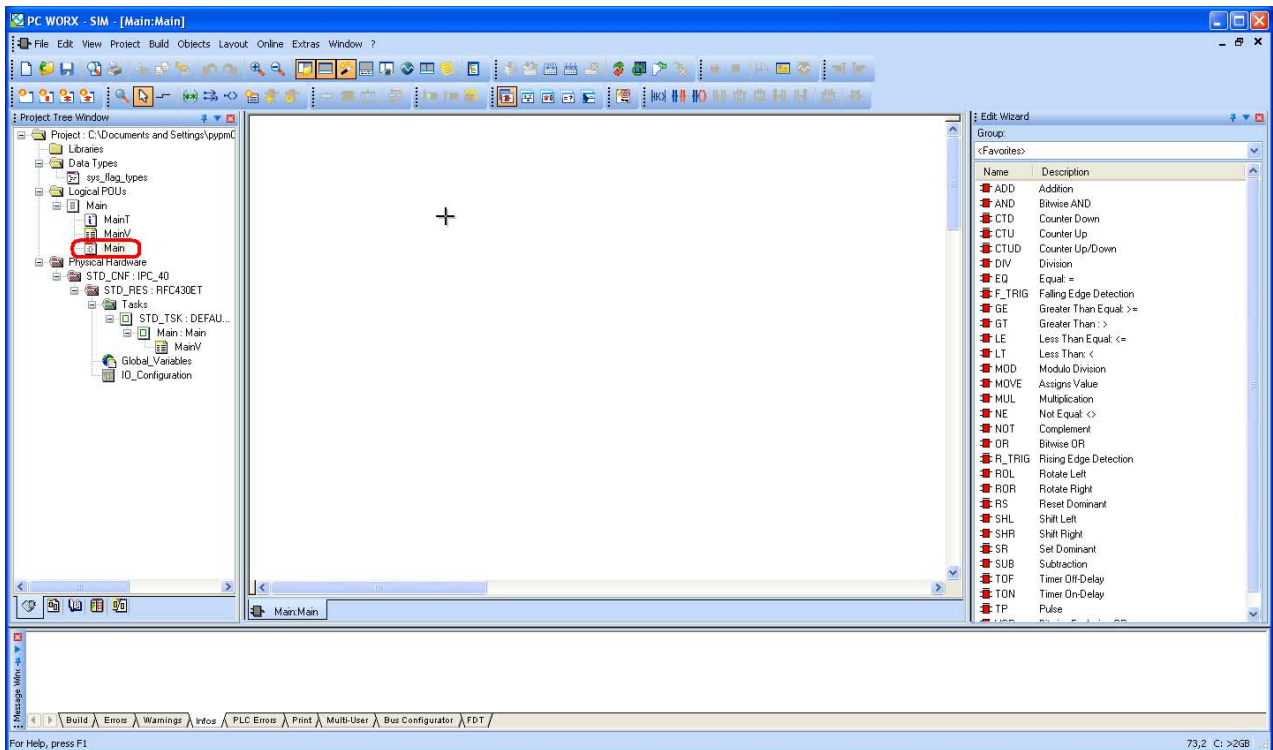 PC WORX - SIM - [Main:Main]
File Edit View Project Build Objects Layout Online Extras Window ?
Project Tree Window
Project : C:\Documents and Settings\pypm
Libraries
Data Types
sys_flag_types
Logical POUs
Main
MainT
MainV
Main
Physical Hardware
STD_CNF : IPC_40
STD_RES : RFC430ET
Tasks
STD_TSK : DEFAU...
Main : Main
MainV
Global_Variables
IO_Configuration
Main:Main
Edit Wizard
Group:
<Favorites>
Name Description
ADD Addition
AND Bitwise AND
CTD Counter Down
CTU Counter Up
CTUD Counter Up/Down
DIV Division
EQ Equal: =
F_TRIG Falling Edge Detection
GE Greater Than Equal: >=
GT Greater Than : >
LE Less Than Equal: <=
LT Less Than: <
MOD Modulo Division
MOVE Assigns Value
MUL Multiplication
NE Not Equal: <>
NOT Complement
OR Bitwise OR
R_TRIG Rising Edge Detection
ROL Rotate Left
ROR Rotate Right
RS Reset Dominant
SHL Shift Left
SHR Shift Right
SR Set Dominant
SUB Subtraction
TOF Timer Off-Delay
TON Timer On-Delay
TP Pulse
Build Errors Warnings Infos PLC Errors Print Multi-User Bus Configurator FDT
For Help, press F1
73,2 C: >2GB